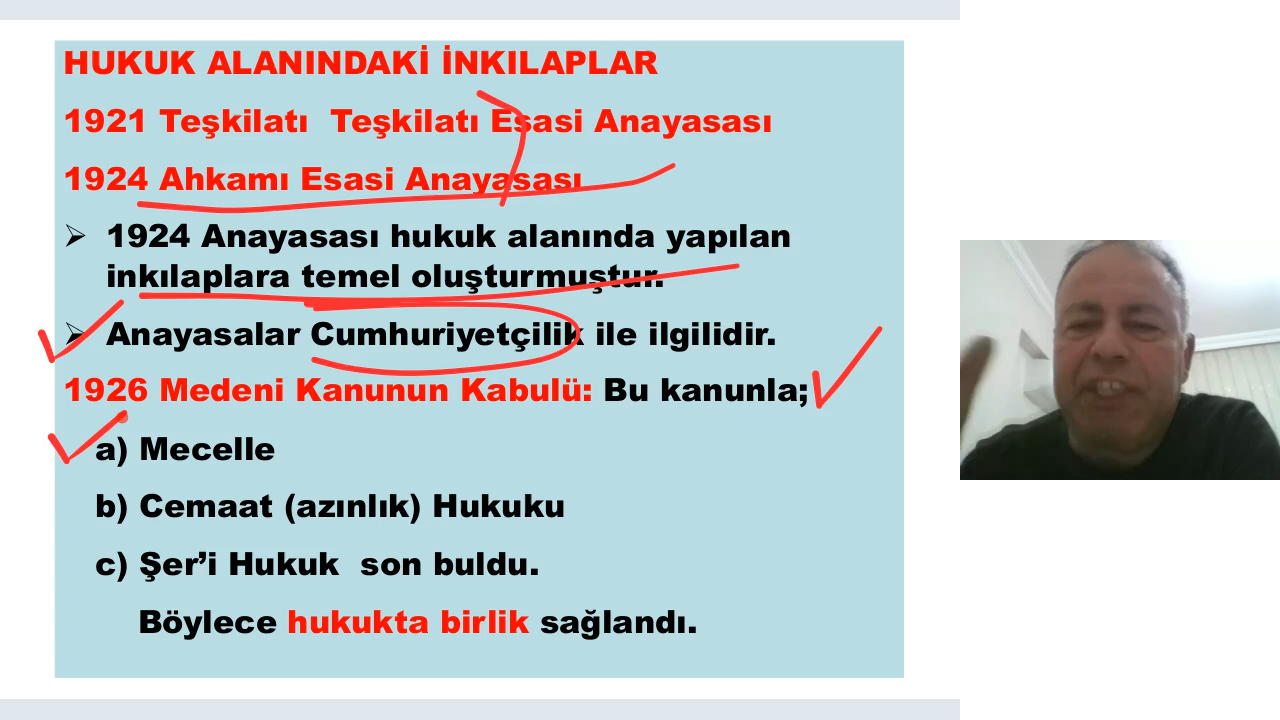 HUKUK ALANINDAKİ İNKILAPLAR
1921 Teşkilatı Teşkilatı Esasi Anayasası
1924 Ahkamı Esasi Anayasası
➢ 1924 Anayasası hukuk alanında yapılan
inkılaplara temel oluşturmuştur.
➢ Anayasalar Cumhuriyetçilik ile ilgilidir.
1926 Medeni Kanunun Kabulü: Bu kanunla;
a) Mecelle
b) Cemaat (azınlık) Hukuku
c) Şer’i Hukuk son buldu.
Böylece hukukta birlik sağlandı.